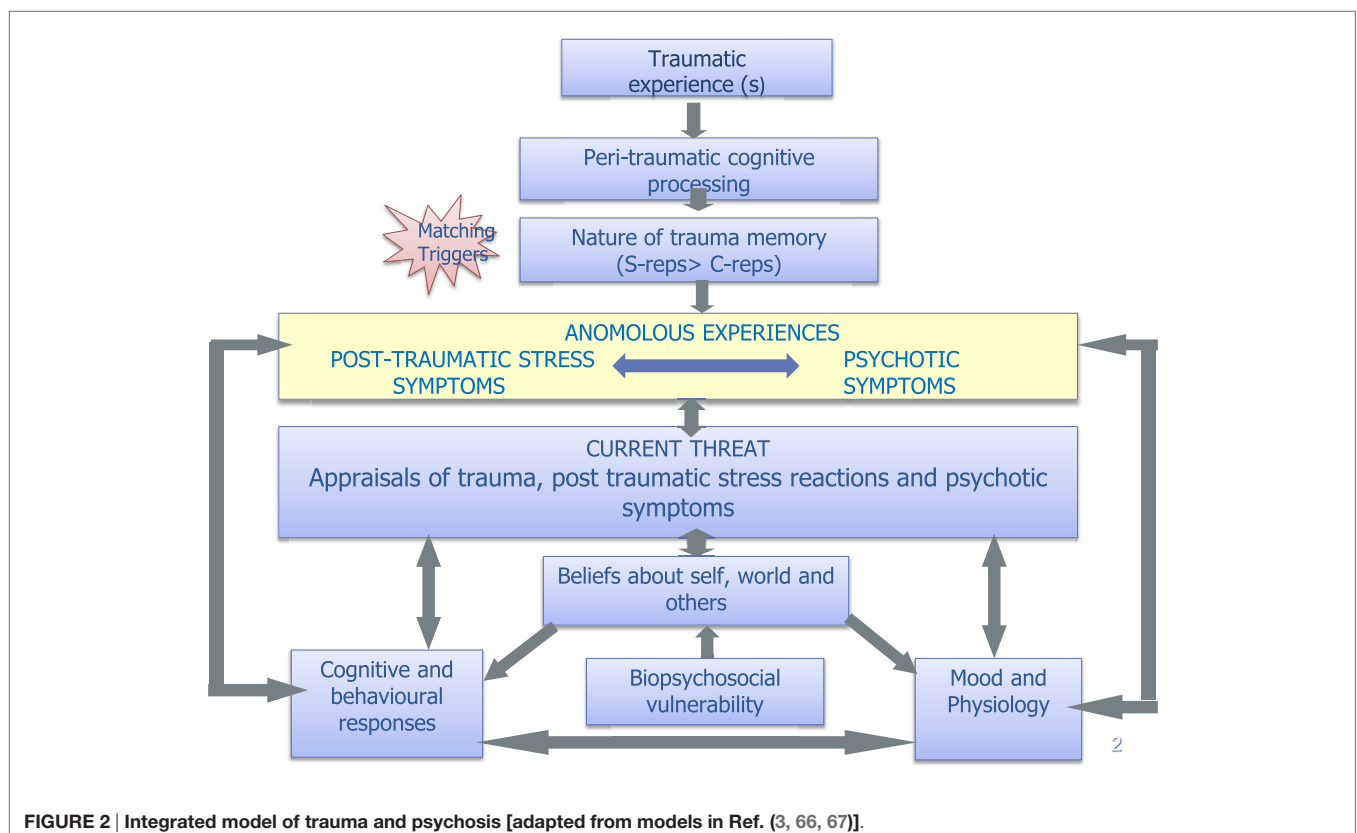 Traumatic
experience (s)
Peri-traumatic cognitive
processing
Matching
Triggers
Nature of trauma memory
(S-reps> C-reps)
ANOMOLOUS EXPERIENCES
POST-TRAUMATIC STRESS
SYMPTOMS
PSYCHOTIC
SYMPTOMS
CURRENT THREAT
Appraisals of trauma, post traumatic stress reactions and psychotic
symptoms
Beliefs about self, world and
others
Cognitive and
behavioural
responses
Biopsychosocial
vulnerability
Mood and
Physiology
2
FIGURE 2 | Integrated model of trauma and psychosis [adapted from models in Ref. (3, 66, 67)].